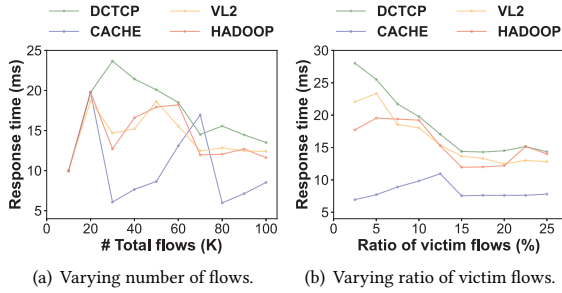 DCTCP VL2
CACHE HADOOP
Response time (ms)
25
20
15
10
5
0 20 40 60 80 100
# Total flows (K)
(a) Varying number of flows.
DCTCP VL2
CACHE HADOOP
Response time (ms)
30
25
20
15
10
5
0 5 10 15 20 25
Ratio of victim flows (%)
(b) Varying ratio of victim flows.